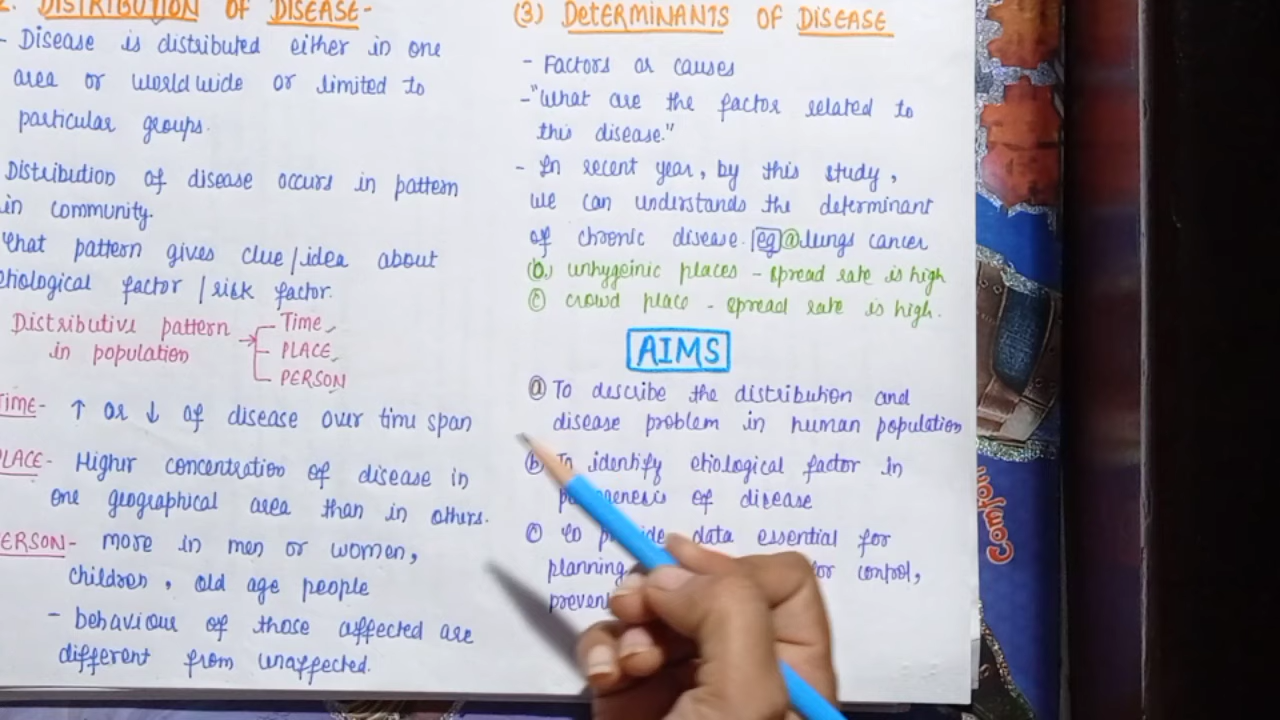 2. DISTRIBUTION OF DISEASE-
- Disease is distributed either in one
area or worldwide or limited to
particular groups.
Distribution of disease occurs in pattern
in community.
that pattern gives clue/idea about
etiological factor /risk factor.
Distributive pattern
in population
Time
PLACE
PERSON
TIME- ↑ or ↓ of disease over time span
PLACE- Higher concentration of disease in
one geographical area than in others.
PERSON- more in men or women,
children, old age people
- behaviour of those affected are
different from unaffected.
(3) DETERMINANTS OF DISEASE
- Factors or causes
- "What are the factor related to
this disease."
- In recent year, by this study,
we can understands the determinant
of chronic disease. eg @ lungs cancer
(b) unhygeinic places - spread rate is high
(c) crowd place - spread rate is high.
AIMS
(a) To describe the distribution and
disease problem in human population
(b) To identify etiological factor in
of disease
(c) To data essential for
planning for control,
Comfort